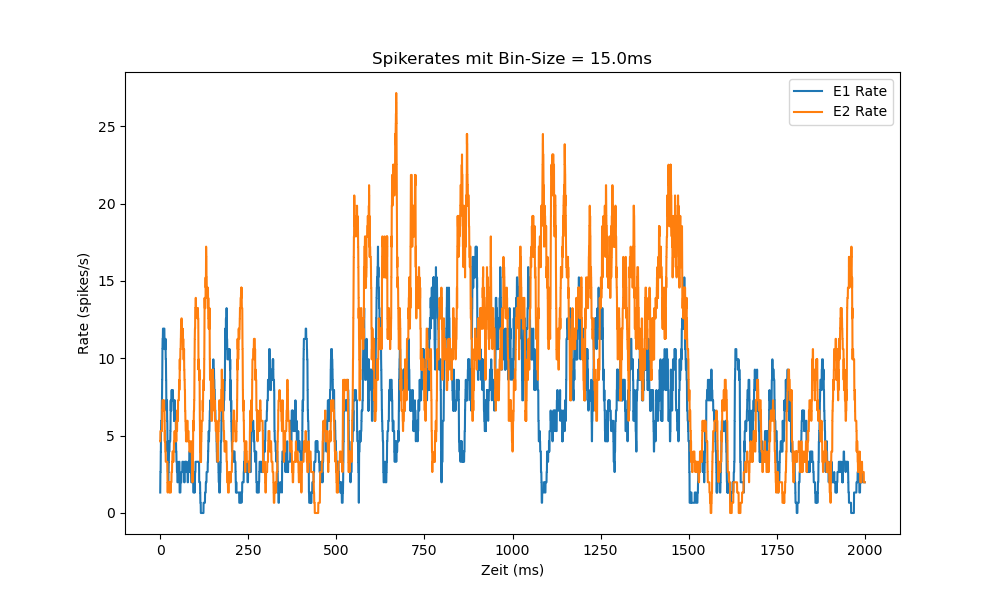 Spikerates mit Bin-Size = 15.0ms
E1 Rate
E2 Rate
Rate (spikes/s)
25
20
15
10
5
0
0 250 500 750 1000 1250 1500 1750 2000
Zeit (ms)